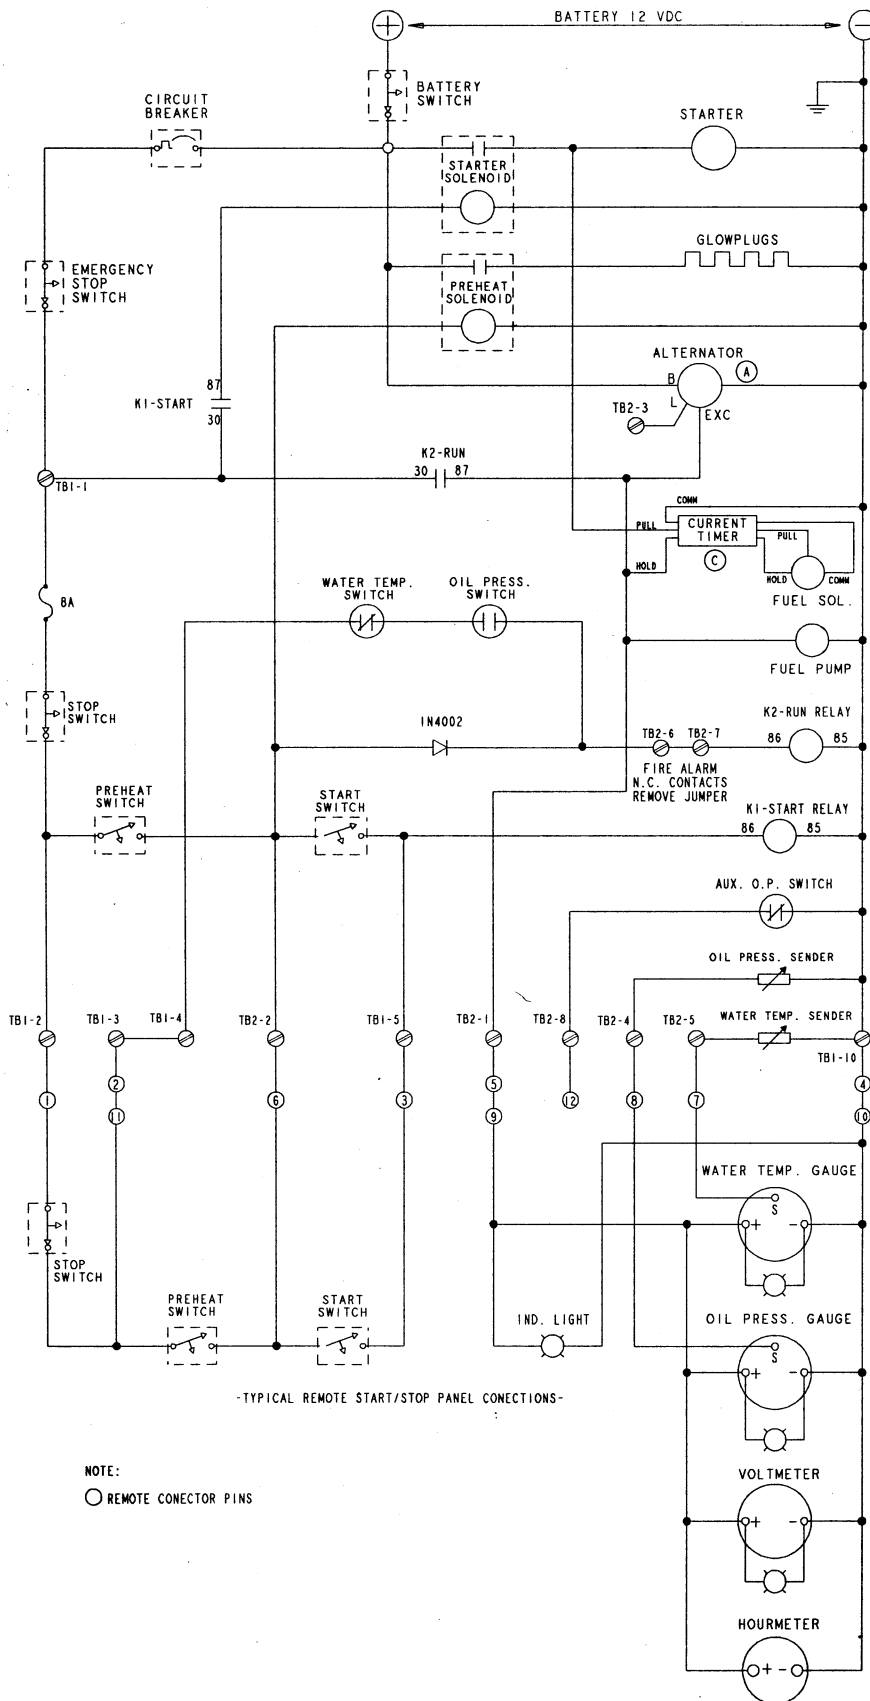 BATTERY 12 VDC
+
-
BATTERY
SWITCH
CIRCUIT
BREAKER
STARTER
STARTER
SOLENOID
GLOWPLUGS
EMERGENCY
STOP
SWITCH
PREHEAT
SOLENOID
ALTERNATOR
A
B
L
EXC
TB2-3
87
K1-START
30
K2-RUN
30 87
TB1-1
COMM
PULL
CURRENT
TIMER
PULL
C
HOLD
HOLD
COMM
FUEL SOL.
8A
WATER TEMP.
SWITCH
OIL PRESS.
SWITCH
FUEL PUMP
STOP
SWITCH
1N4002
TB2-6
TB2-7
K2-RUN RELAY
86 85
FIRE ALARM
N.C. CONTACTS
REMOVE JUMPER
PREHEAT
SWITCH
START
SWITCH
K1-START RELAY
86 85
AUX. O.P. SWITCH
OIL PRESS. SENDER
WATER TEMP. SENDER
TB1-2
TB1-3
TB1-4
TB2-2
TB1-5
TB2-1
TB2-8
TB2-4
TB2-5
TB1-10
2
5
4
1
6
3
12
8
7
11
9
10
WATER TEMP. GAUGE
S
+ -
STOP
SWITCH
PREHEAT
SWITCH
START
SWITCH
IND. LIGHT
OIL PRESS. GAUGE
S
+ -
-TYPICAL REMOTE START/STOP PANEL CONECTIONS-
NOTE:
REMOTE CONECTOR PINS
VOLTMETER
+ -
HOURMETER
+ -